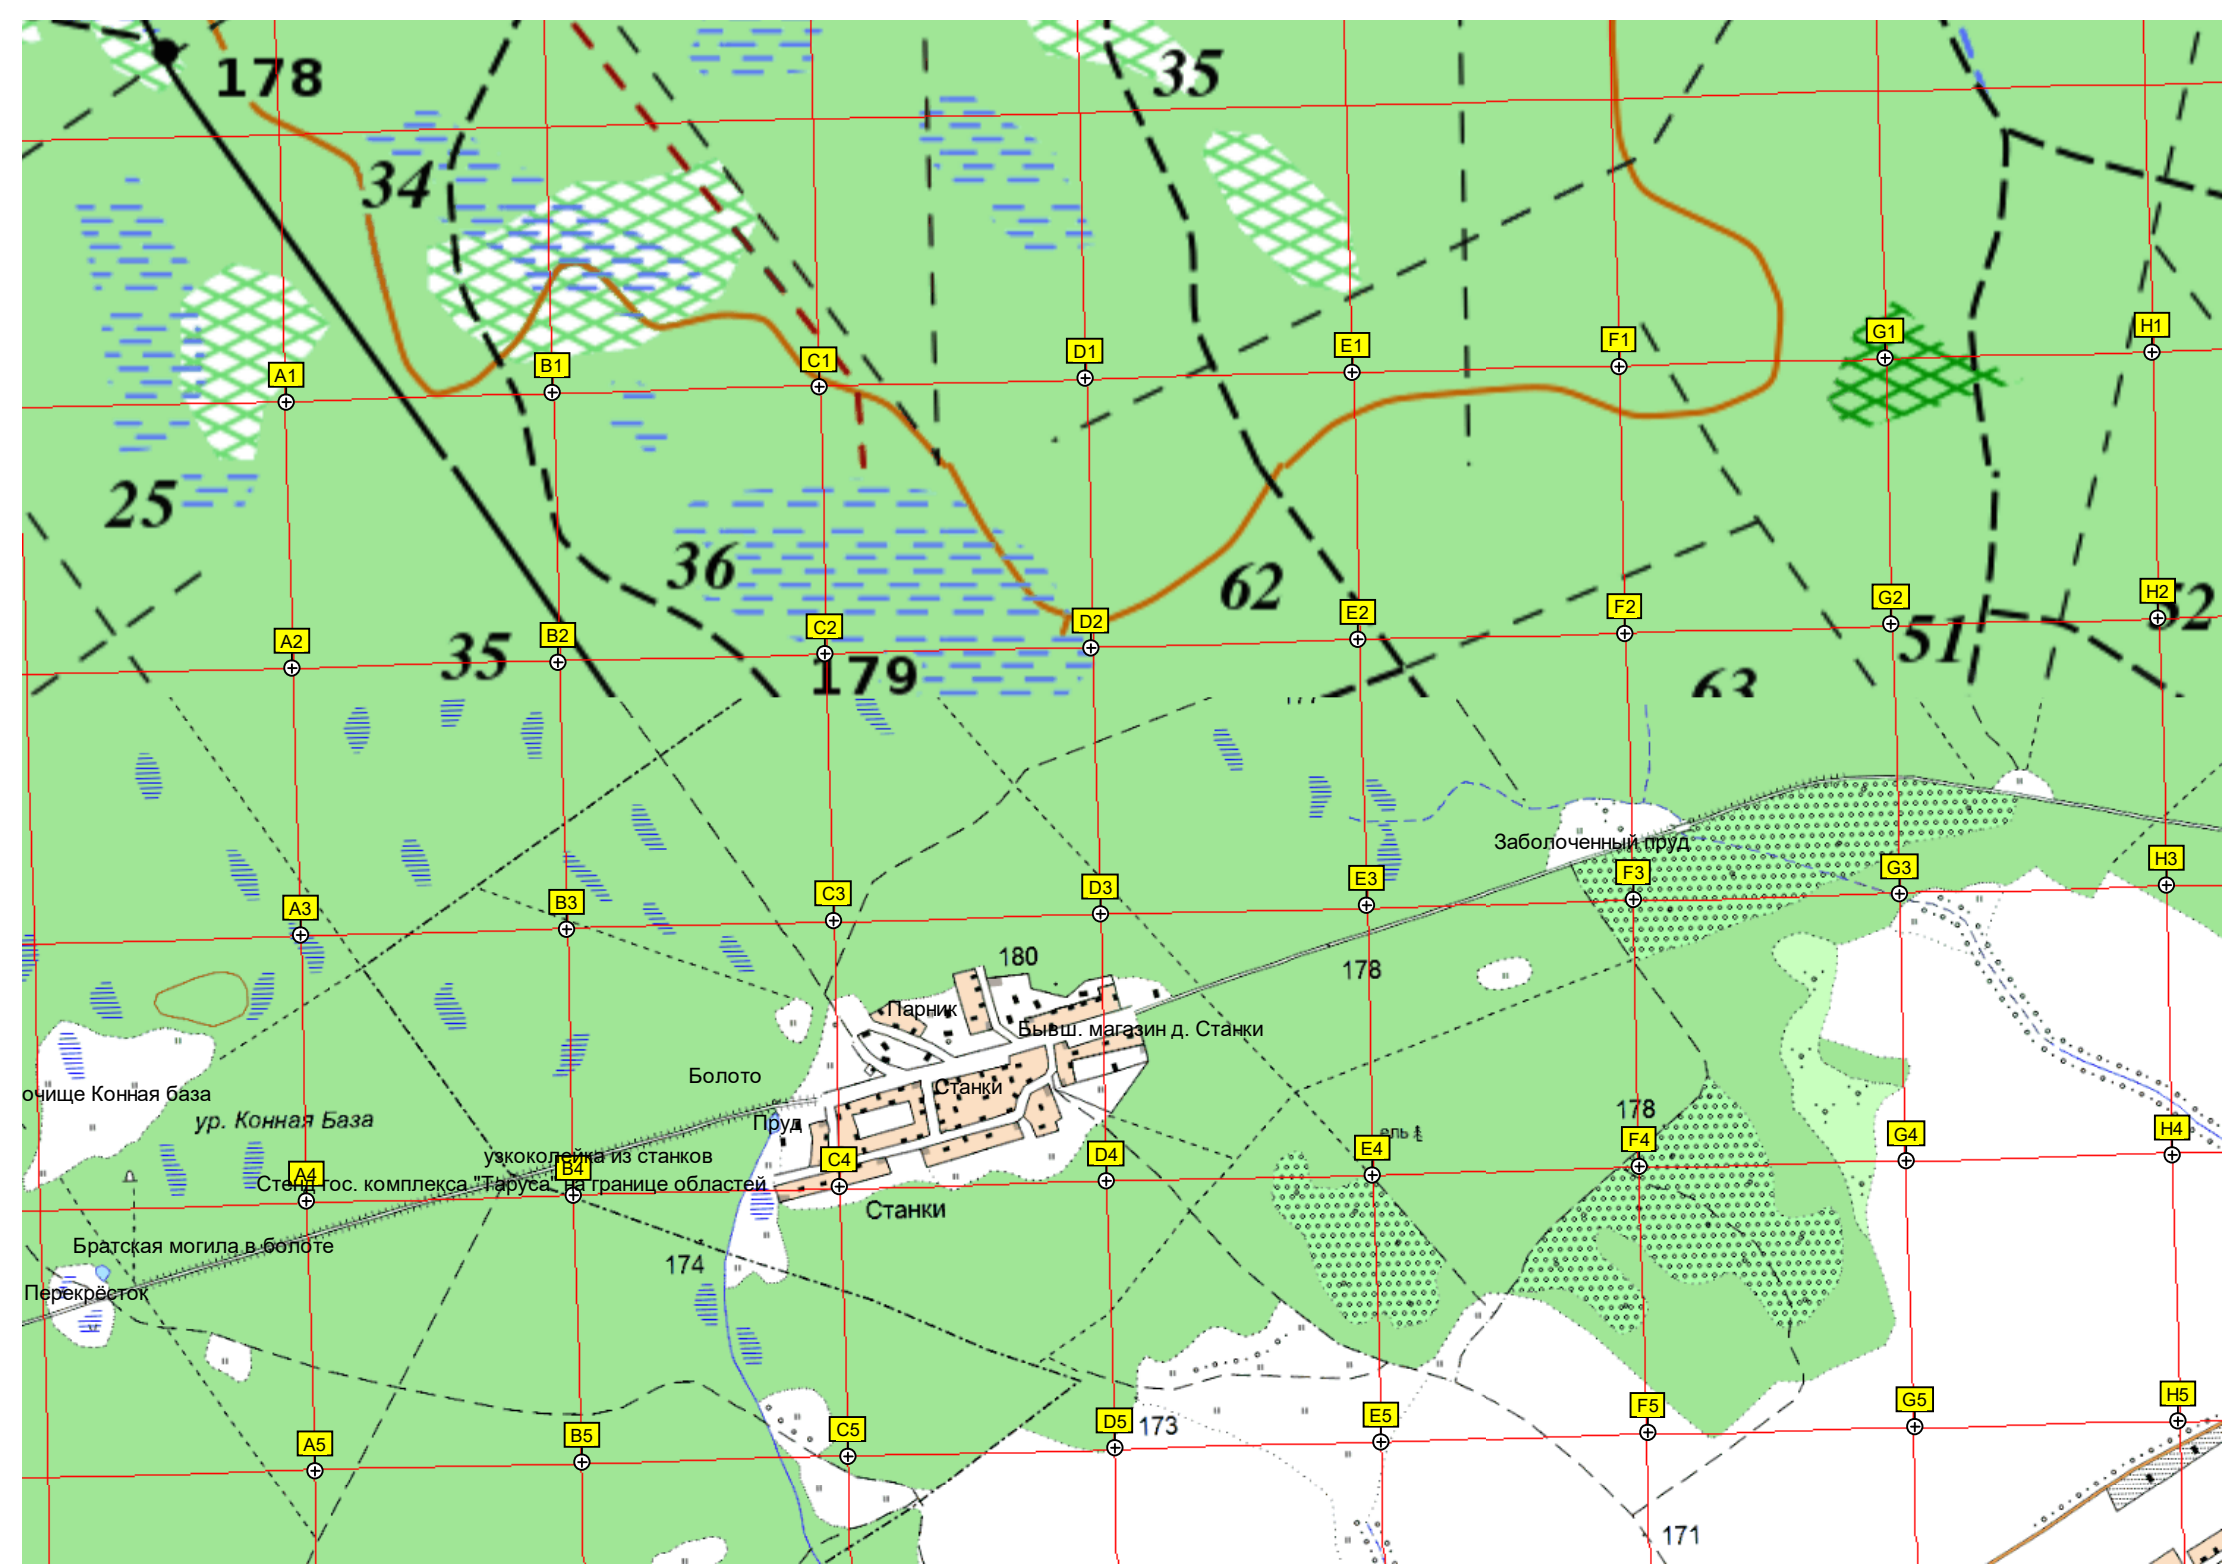 178
35
34
A1
B1
C1
D1
E1
F1
G1
H1
25
36
62
A2
B2
C2
D2
E2
F2
G2
H2
35
179
51
52
63
Заболоченный пруд
A3
B3
C3
D3
E3
F3
G3
H3
180
178
Парник
Бывш. магазин д. Станки
Болото
Станки
очище Конная база
ур. Конная База
Пруд
178
ель
узкоколейка из станков
A4
B4
C4
D4
E4
F4
G4
H4
Стенд гос. комплекса "Таруса" на границе областей
Станки
Братская могила в болоте
174
Перекрёсток
A5
B5
C5
D5
E5
F5
G5
H5
173
171